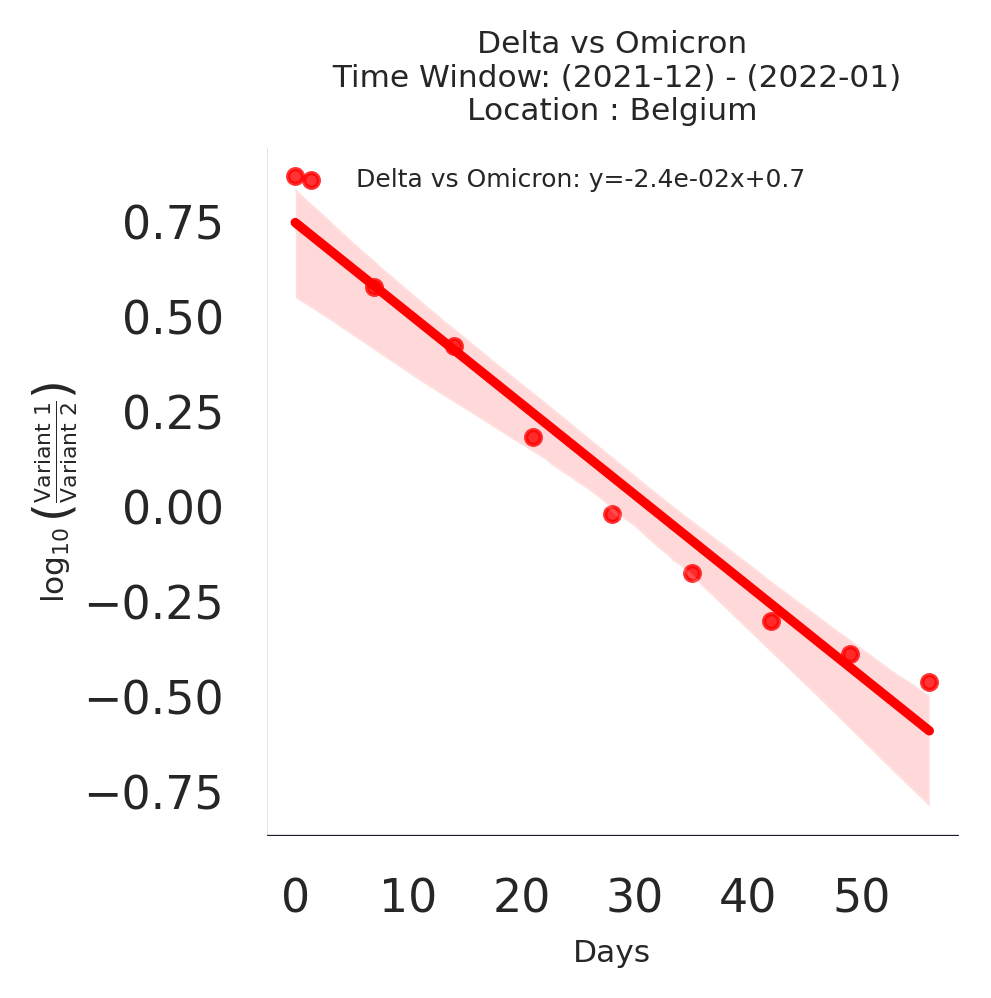 Delta vs Omicron
Time Window: (2021-12) - (2022-01)
Location : Belgium
Delta vs Omicron: y=-2.4e-02x+0.7
0.75
0.50
0.25
0.00
−0.25
−0.50
−0.75
log10 (Variant 1 / Variant 2)
0 10 20 30 40 50
Days